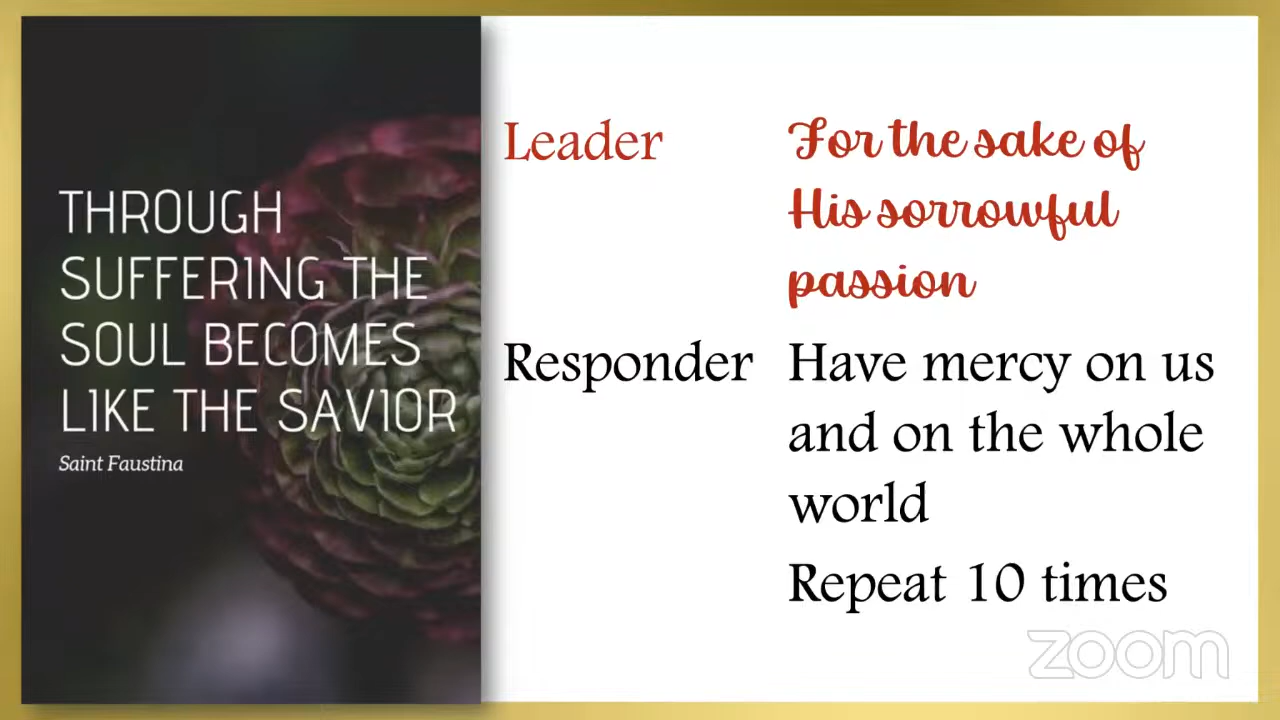 THROUGH
SUFFERING THE
SOUL BECOMES
LIKE THE SAVIOR
Saint Faustina
Leader
For the sake of
His sorrowful
passion
Responder
Have mercy on us
and on the whole
world
Repeat 10 times
zoom